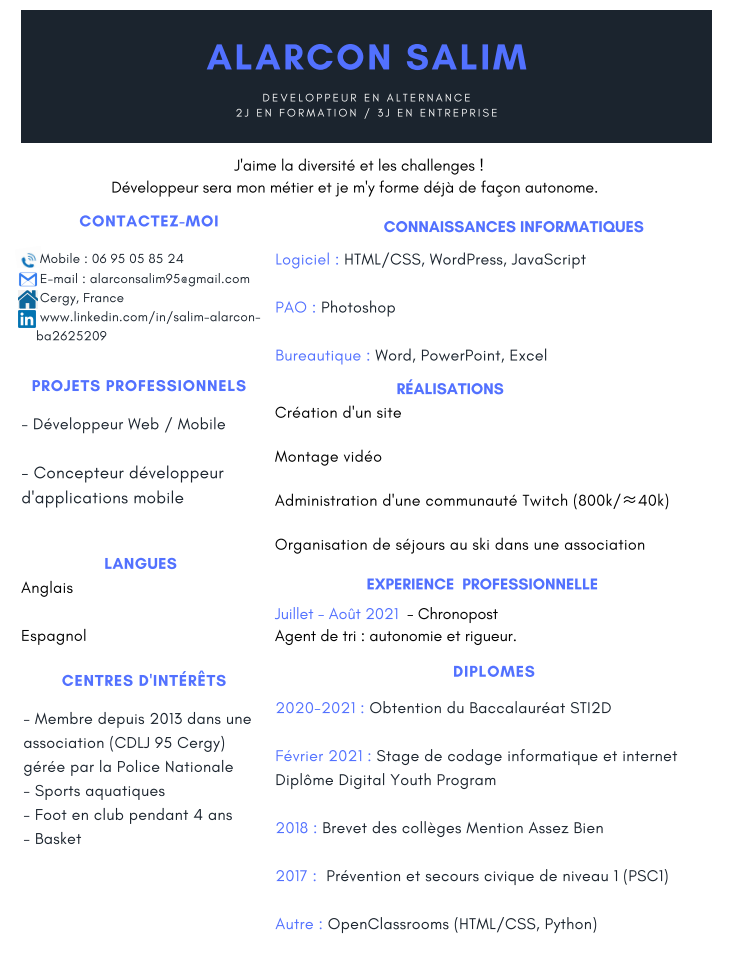 ALARCON SALIM
DEVELOPPEUR EN ALTERNANCE
2J EN FORMATION / 3J EN ENTREPRISE
J'aime la diversité et les challenges !
Développeur sera mon métier et je m'y forme déjà de façon autonome.
CONTACTEZ-MOI
Mobile : 06 95 05 85 24
E-mail : alarconsalim95@gmail.com
Cergy, France
www.linkedin.com/in/salim-alarcon-
ba2625209
PROJETS PROFESSIONNELS
- Développeur Web / Mobile
- Concepteur développeur
d'applications mobile
LANGUES
Anglais
Espagnol
CENTRES D'INTÉRÊTS
- Membre depuis 2013 dans une
association (CDLJ 95 Cergy)
gérée par la Police Nationale
- Sports aquatiques
- Foot en club pendant 4 ans
- Basket
CONNAISSANCES INFORMATIQUES
Logiciel : HTML/CSS, WordPress, JavaScript
PAO : Photoshop
Bureautique : Word, PowerPoint, Excel
RÉALISATIONS
Création d'un site
Montage vidéo
Administration d'une communauté Twitch (800k/≈40k)
Organisation de séjours au ski dans une association
EXPERIENCE PROFESSIONNELLE
Juillet - Août 2021 - Chronopost
Agent de tri : autonomie et rigueur.
DIPLOMES
2020-2021 : Obtention du Baccalauréat STI2D
Février 2021 : Stage de codage informatique et internet
Diplôme Digital Youth Program
2018 : Brevet des collèges Mention Assez Bien
2017 : Prévention et secours civique de niveau 1 (PSC1)
Autre : OpenClassrooms (HTML/CSS, Python)